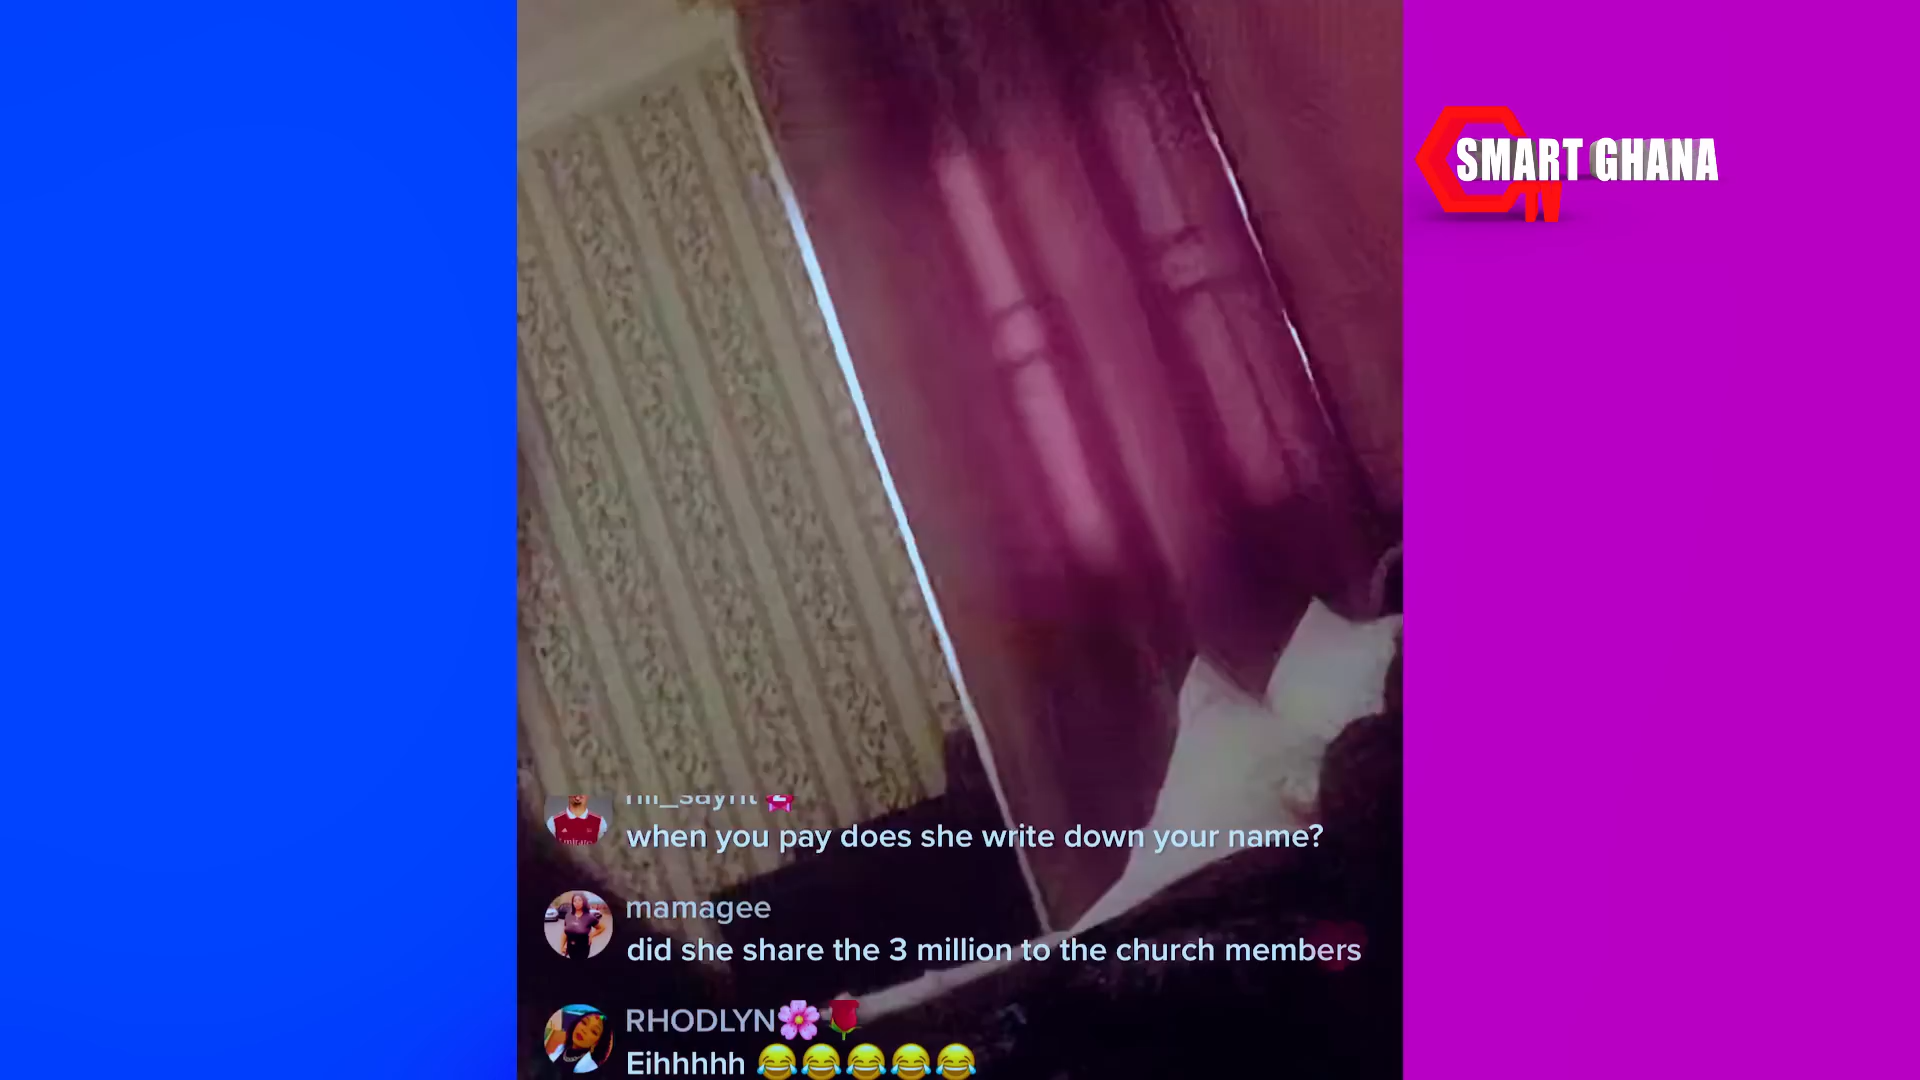 SMART GHANA
TV
when you pay does she write down your name?
mamagee
did she share the 3 million to the church members
RHODLYN🌸🌹
Eihhhhh 😂😂😂😂😂